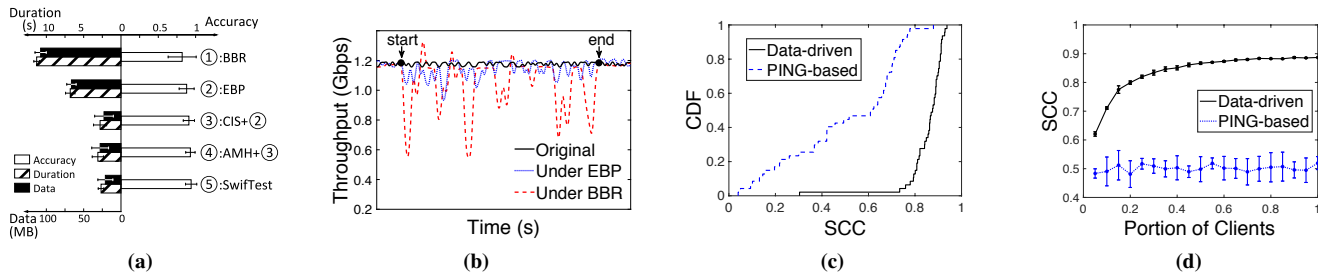 Duration
(s)
10 5 0 0.5 1
Accuracy
①:BBR
②:EBP
③:CIS+②
④:AMH+③
⑤:SwifTest
Accuracy
Duration
Data
Data
(MB)
100 50 0
(a)
Throughput (Gbps)
1.2
1.0
0.8
0.6
0.4
0.2
start
end
Original
Under EBP
Under BBR
Time (s)
(b)
CDF
1
0.8
0.6
0.4
0.2
0
Data-driven
PING-based
0 0.2 0.4 0.6 0.8 1
SCC
(c)
SCC
1
0.9
0.8
0.7
0.6
0.5
0.4
Data-driven
PING-based
0 0.2 0.4 0.6 0.8 1
Portion of Clients
(d)